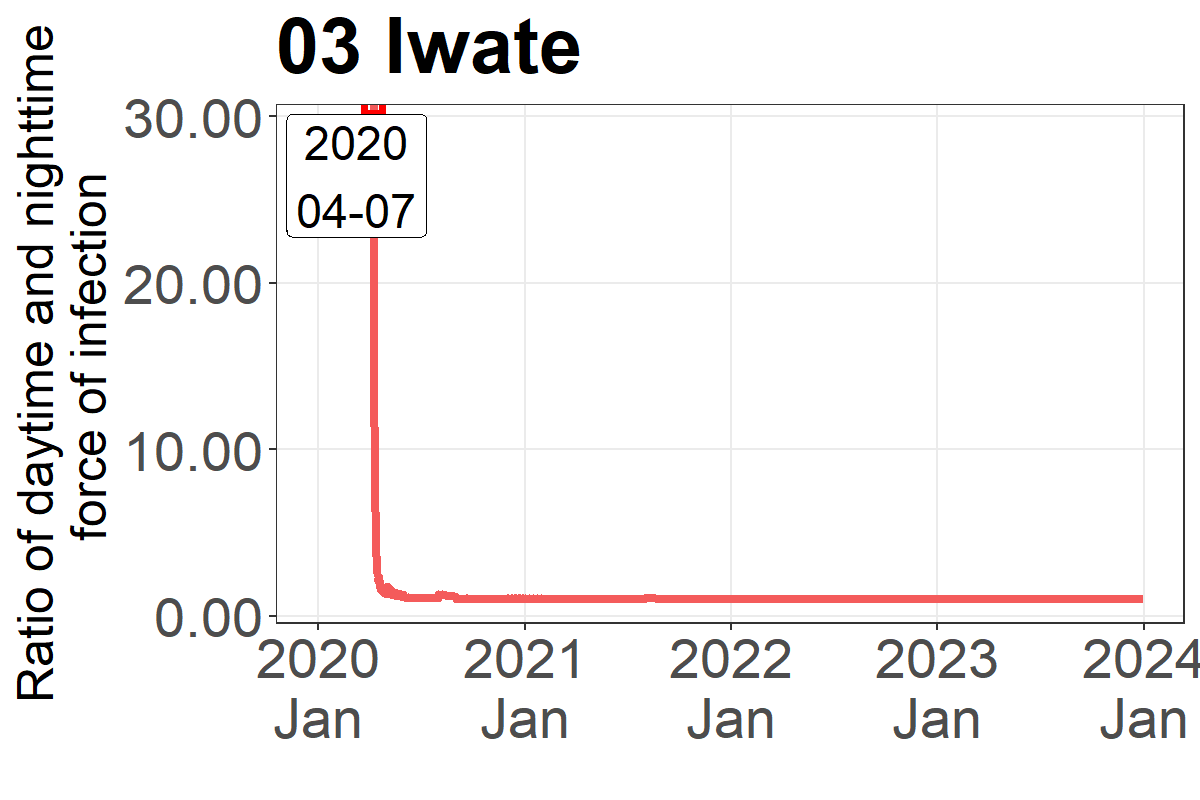 03 Iwate
Ratio of daytime and nighttime
force of infection
30.00
20.00
10.00
0.00
2020
04-07
2020
Jan
2021
Jan
2022
Jan
2023
Jan
2024
Jan